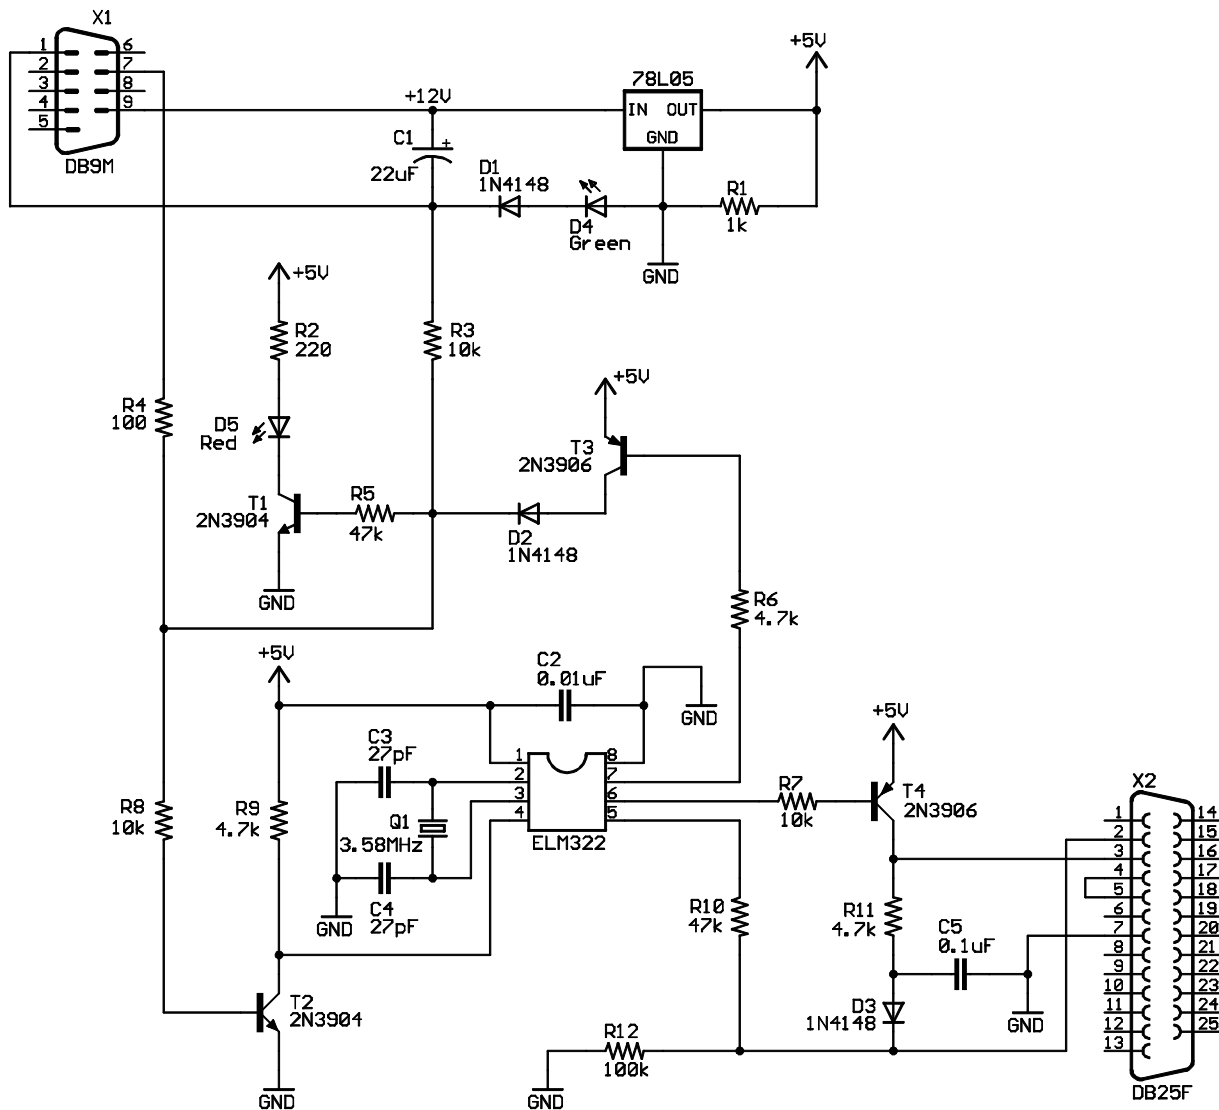 X1
1
2
3
4
5
6
7
8
9
DB9M
+12V
C1
+
22uF
78L05
IN OUT
GND
+5V
D1
1N4148
D4
Green
R1
1k
GND
+5V
R2
220
R3
10k
R4
100
D5
Red
+5V
T3
2N3906
T1
2N3904
R5
47k
D2
1N4148
GND
R6
4.7k
+5V
C2
0.01uF
GND
C3
27pF
1
2
3
4
8
7
6
5
ELM322
Q1
3.58MHz
C4
27pF
GND
R8
10k
R9
4.7k
R7
10k
+5V
T4
2N3906
R10
47k
R11
4.7k
C5
0.1uF
GND
D3
1N4148
T2
2N3904
GND
R12
100k
GND
X2
1
2
3
4
5
6
7
8
9
10
11
12
13
14
15
16
17
18
19
20
21
22
23
24
25
DB25F